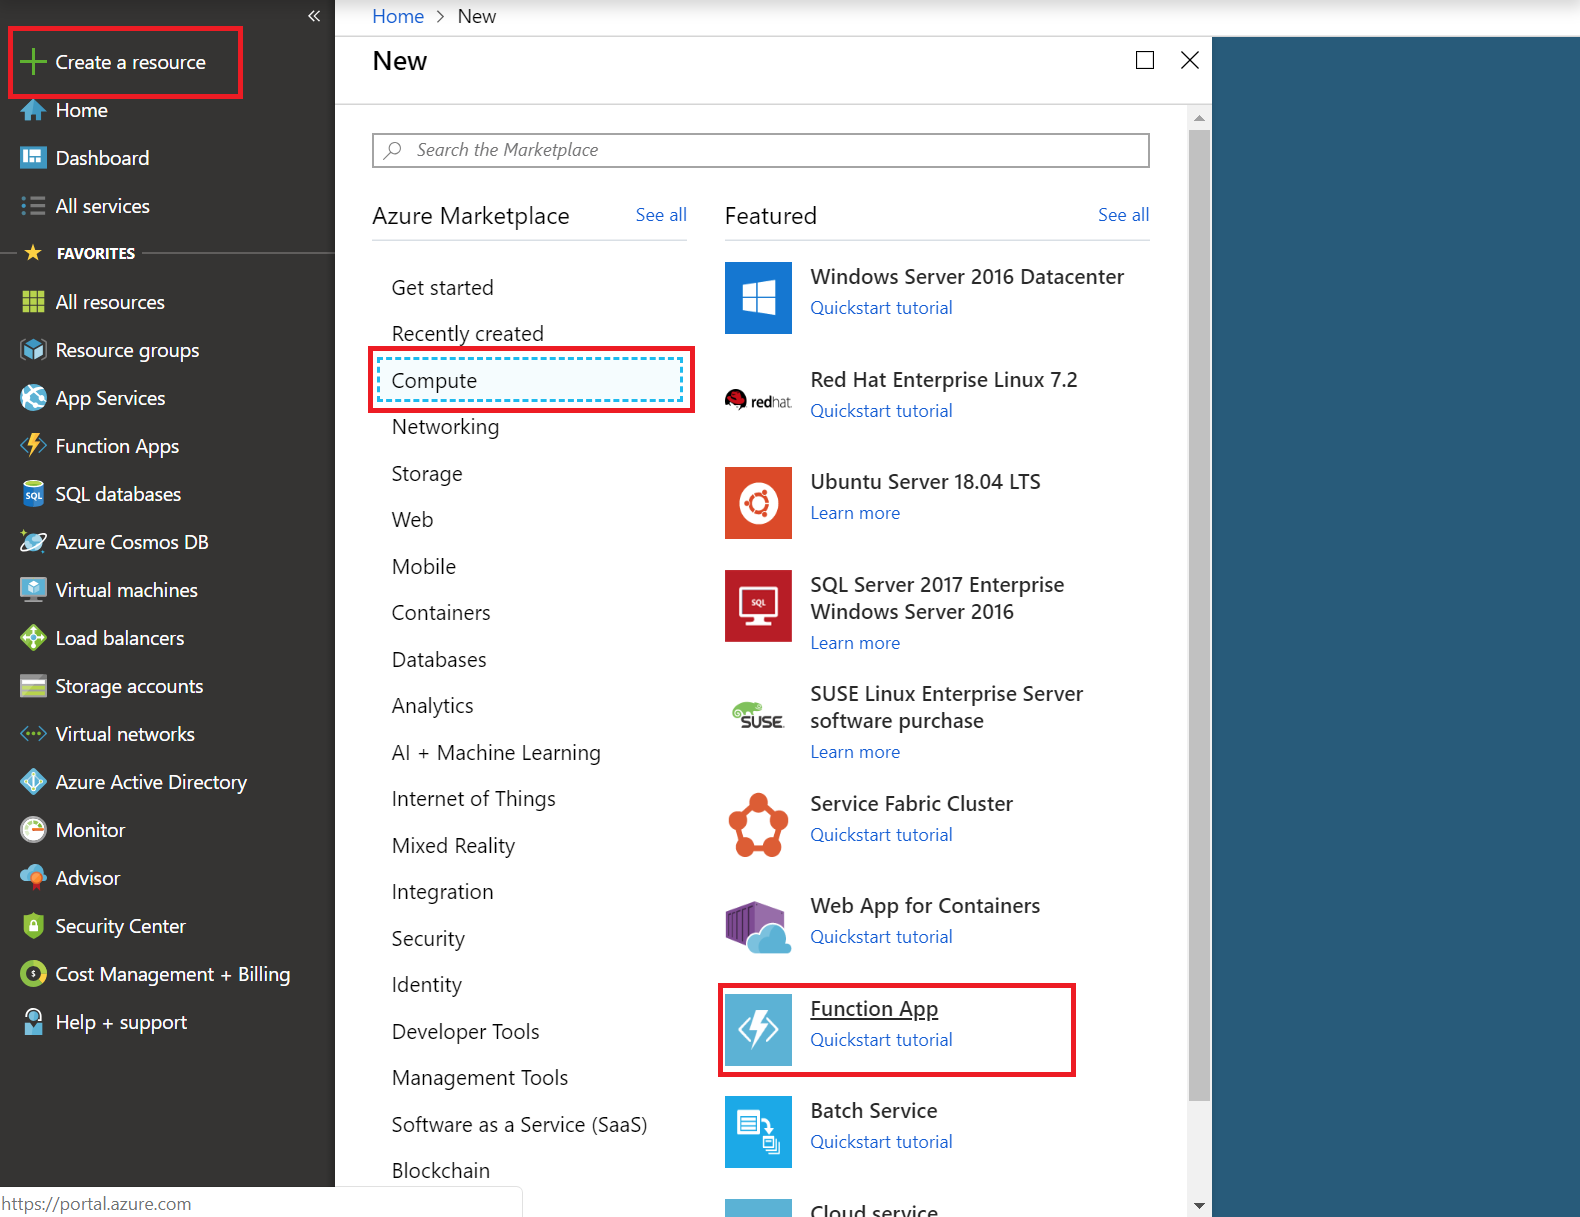 Create a resource
Home
Dashboard
All services
FAVORITES
All resources
Resource groups
App Services
Function Apps
SQL databases
Azure Cosmos DB
Virtual machines
Load balancers
Storage accounts
Virtual networks
Azure Active Directory
Monitor
Advisor
Security Center
Cost Management + Billing
Help + support
https://portal.azure.com
Home > New
New
Search the Marketplace
Azure Marketplace See all
Get started
Recently created
Compute
Networking
Storage
Web
Mobile
Containers
Databases
Analytics
AI + Machine Learning
Internet of Things
Mixed Reality
Integration
Security
Identity
Developer Tools
Management Tools
Software as a Service (SaaS)
Blockchain
Featured See all
Windows Server 2016 Datacenter
Quickstart tutorial
redhat.
Red Hat Enterprise Linux 7.2
Quickstart tutorial
Ubuntu Server 18.04 LTS
Learn more
SQL
SQL Server 2017 Enterprise
Windows Server 2016
Learn more
SUSE
SUSE Linux Enterprise Server
software purchase
Learn more
Service Fabric Cluster
Quickstart tutorial
Web App for Containers
Quickstart tutorial
Function App
Quickstart tutorial
Batch Service
Quickstart tutorial
Cloud service